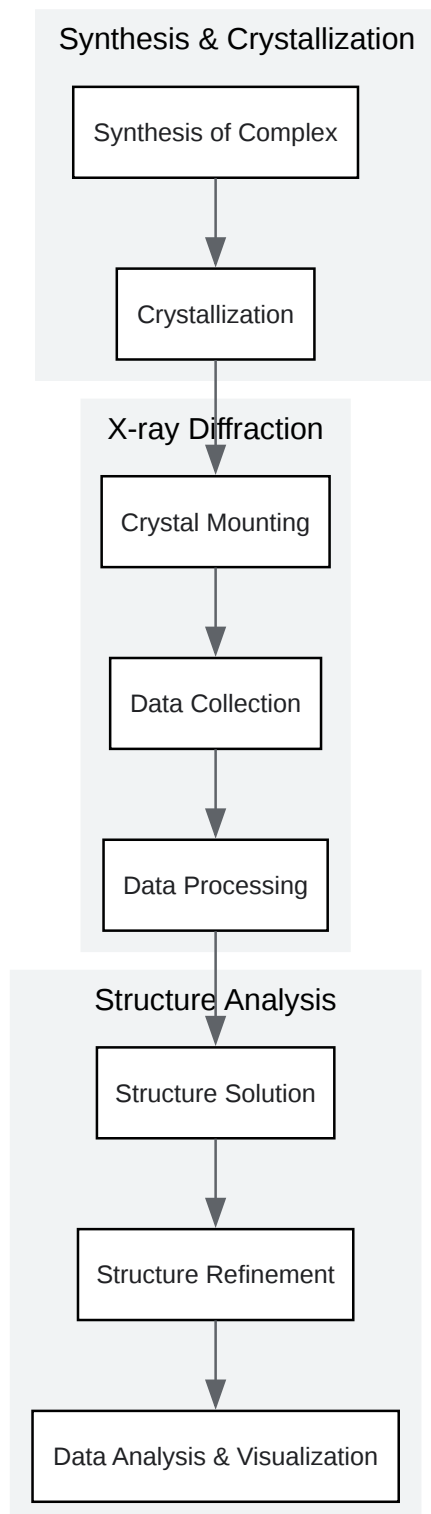 Synthesis & Crystallization
Synthesis of Complex
Crystallization
X-ray Diffraction
Crystal Mounting
Data Collection
Data Processing
Structure Analysis
Structure Solution
Structure Refinement
Data Analysis & Visualization